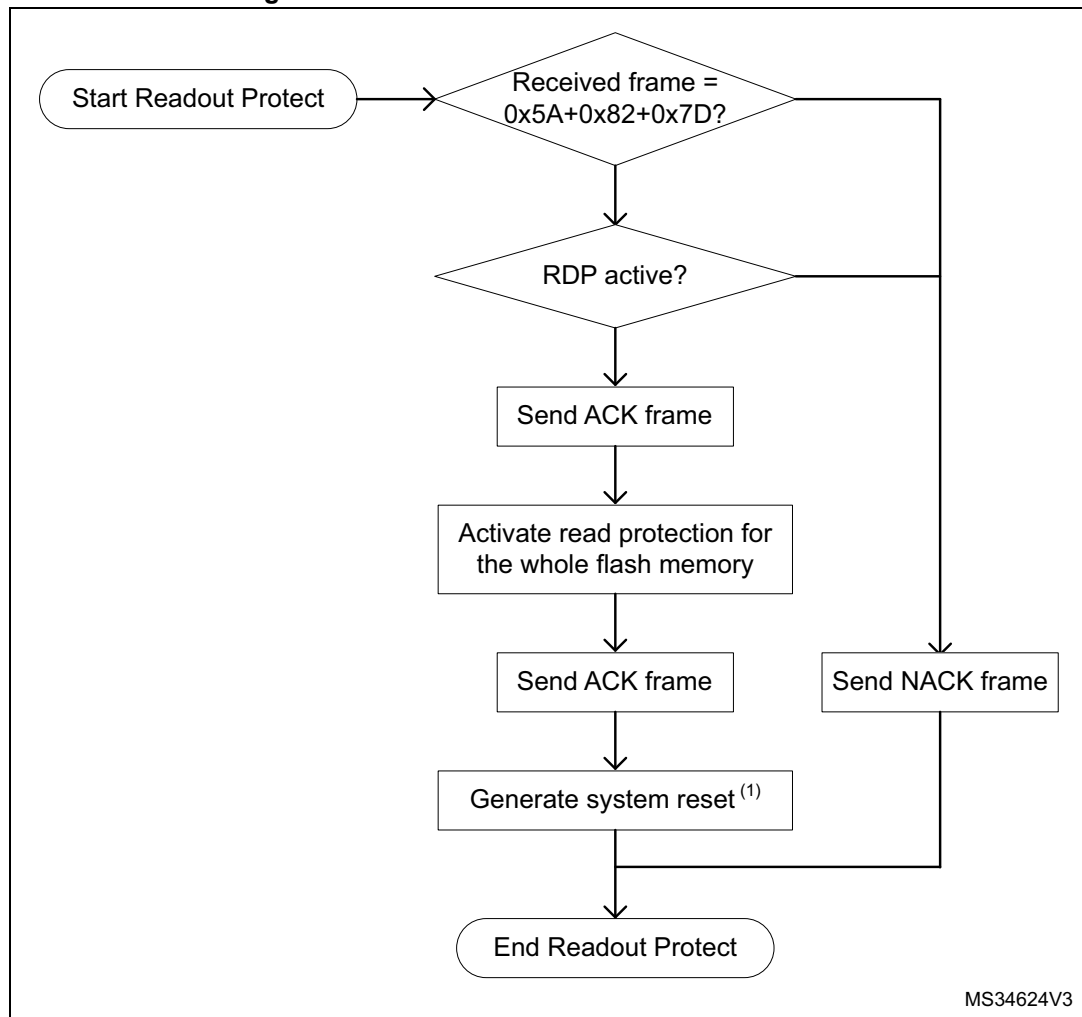 Start Readout Protect
Received frame =
0x5A+0x82+0x7D?
RDP active?
Send ACK frame
Activate read protection for
the whole flash memory
Send ACK frame
Send NACK frame
Generate system reset (1)
End Readout Protect
MS34624V3